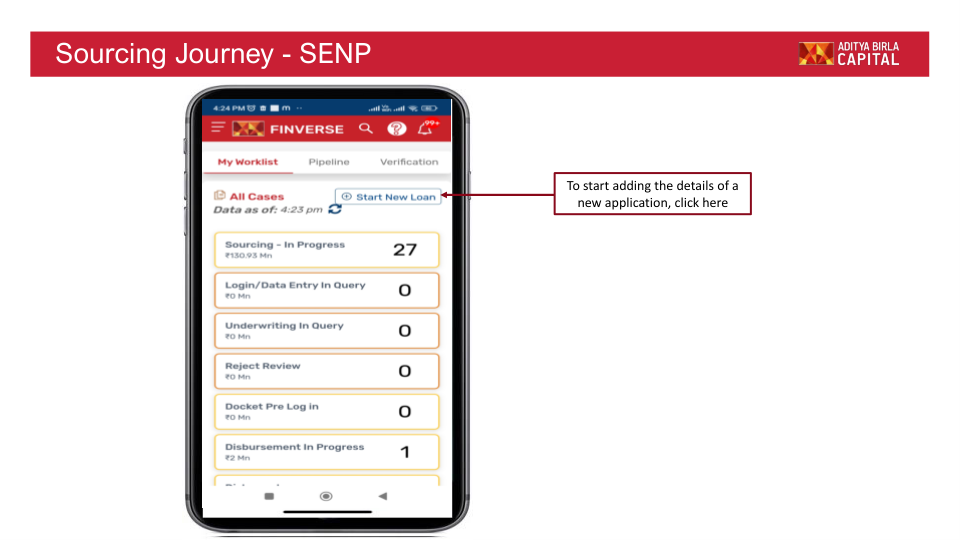 Sourcing Journey - SENP
ADITYA BIRLA
CAPITAL
4:24 PM
FINVERSE
99+
My Worklist Pipeline Verification
All Cases
Start New Loan
Data as of: 4:23 pm
To start adding the details of a
new application, click here
Sourcing - In Progress
27
₹130.93 Mn
Login/Data Entry In Query
0
₹0 Mn
Underwriting In Query
0
₹0 Mn
Reject Review
0
₹0 Mn
Docket Pre Log in
0
₹0 Mn
Disbursement In Progress
1
₹2 Mn